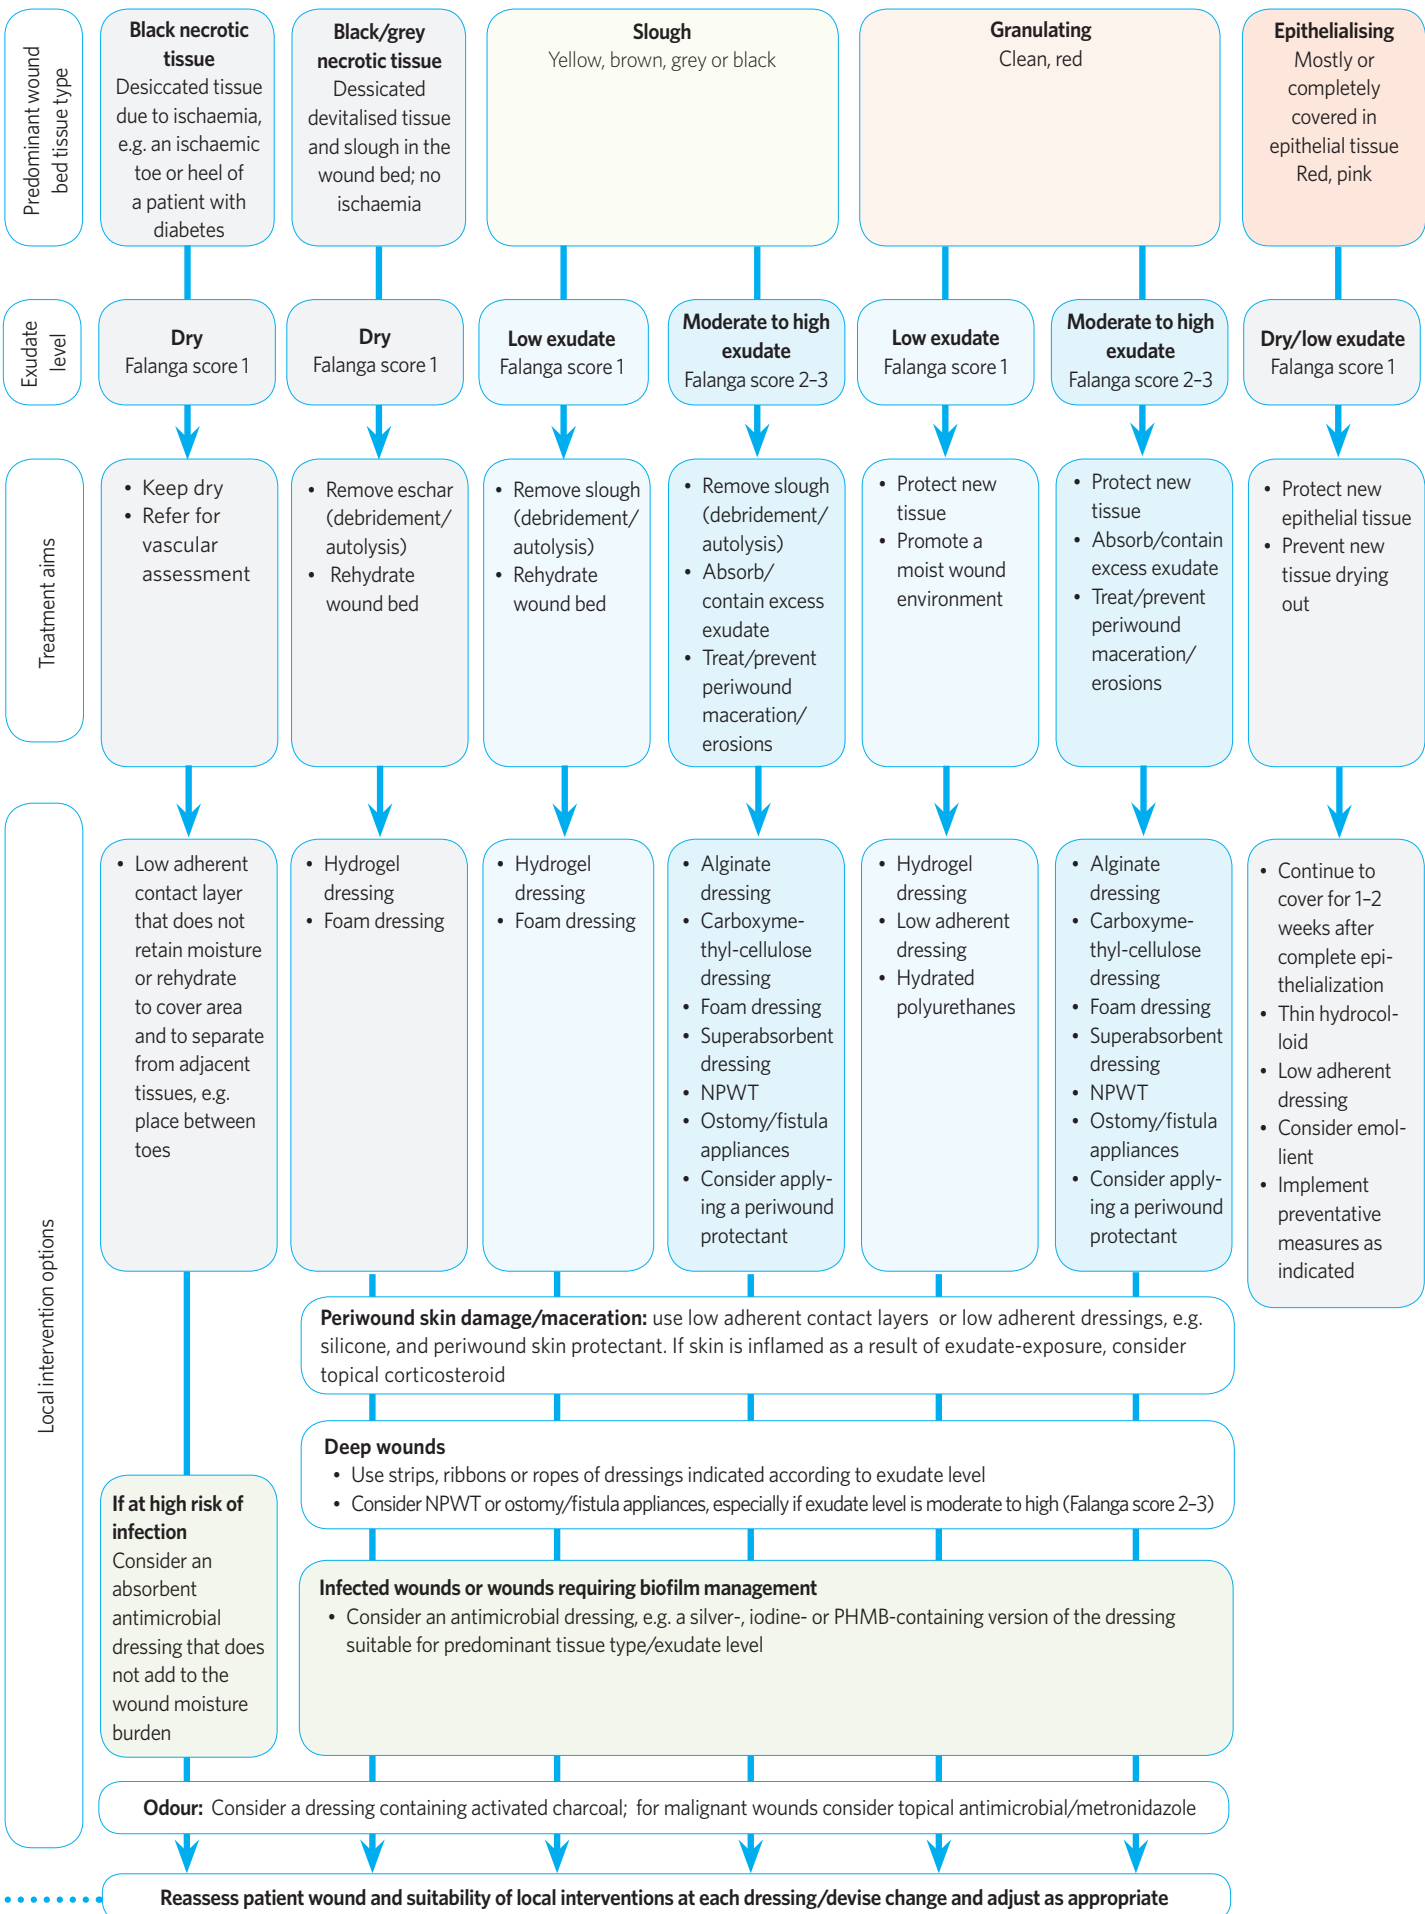 Predominant wound
bed tissue type
Black necrotic
tissue
Desiccated tissue
due to ischaemia,
e.g. an ischaemic
toe or heel of
a patient with
diabetes
Black/grey
necrotic tissue
Dessicated
devitalised tissue
and slough in the
wound bed; no
ischaemia
Slough
Yellow, brown, grey or black
Granulating
Clean, red
Epithelialising
Mostly or
completely
covered in
epithelial tissue
Red, pink
Exudate
level
Dry
Falanga score 1
Dry
Falanga score 1
Low exudate
Falanga score 1
Moderate to high
exudate
Falanga score 2–3
Low exudate
Falanga score 1
Moderate to high
exudate
Falanga score 2–3
Dry/low exudate
Falanga score 1
Treatment aims
• Keep dry
• Refer for
vascular
assessment
• Remove eschar
(debridement/
autolysis)
• Rehydrate
wound bed
• Remove slough
(debridement/
autolysis)
• Rehydrate
wound bed
• Remove slough
(debridement/
autolysis)
• Absorb/
contain excess
exudate
• Treat/prevent
periwound
maceration/
erosions
• Protect new
tissue
• Promote a
moist wound
environment
• Protect new
tissue
• Absorb/contain
excess exudate
• Treat/prevent
periwound
maceration/
erosions
• Protect new
epithelial tissue
• Prevent new
tissue drying
out
Local intervention options
• Low adherent
contact layer
that does not
retain moisture
or rehydrate
to cover area
and to separate
from adjacent
tissues, e.g.
place between
toes
• Hydrogel
dressing
• Foam dressing
• Hydrogel
dressing
• Foam dressing
• Alginate
dressing
• Carboxyme-
thyl-cellulose
dressing
• Foam dressing
• Superabsorbent
dressing
• NPWT
• Ostomy/fistula
appliances
• Consider apply-
ing a periwound
protectant
• Hydrogel
dressing
• Low adherent
dressing
• Hydrated
polyurethanes
• Alginate
dressing
• Carboxyme-
thyl-cellulose
dressing
• Foam dressing
• Superabsorbent
dressing
• NPWT
• Ostomy/fistula
appliances
• Consider apply-
ing a periwound
protectant
• Continue to
cover for 1–2
weeks after
complete epi-
thelialization
• Thin hydrocol-
loid
• Low adherent
dressing
• Consider emol-
lient
• Implement
preventative
measures as
indicated
Periwound skin damage/maceration: use low adherent contact layers or low adherent dressings, e.g.
silicone, and periwound skin protectant. If skin is inflamed as a result of exudate-exposure, consider
topical corticosteroid
Deep wounds
• Use strips, ribbons or ropes of dressings indicated according to exudate level
• Consider NPWT or ostomy/fistula appliances, especially if exudate level is moderate to high (Falanga score 2–3)
If at high risk of
infection
Consider an
absorbent
antimicrobial
dressing that does
not add to the
wound moisture
burden
Infected wounds or wounds requiring biofilm management
• Consider an antimicrobial dressing, e.g. a silver-, iodine- or PHMB-containing version of the dressing
suitable for predominant tissue type/exudate level
Odour: Consider a dressing containing activated charcoal; for malignant wounds consider topical antimicrobial/metronidazole
Reassess patient wound and suitability of local interventions at each dressing/devise change and adjust as appropriate